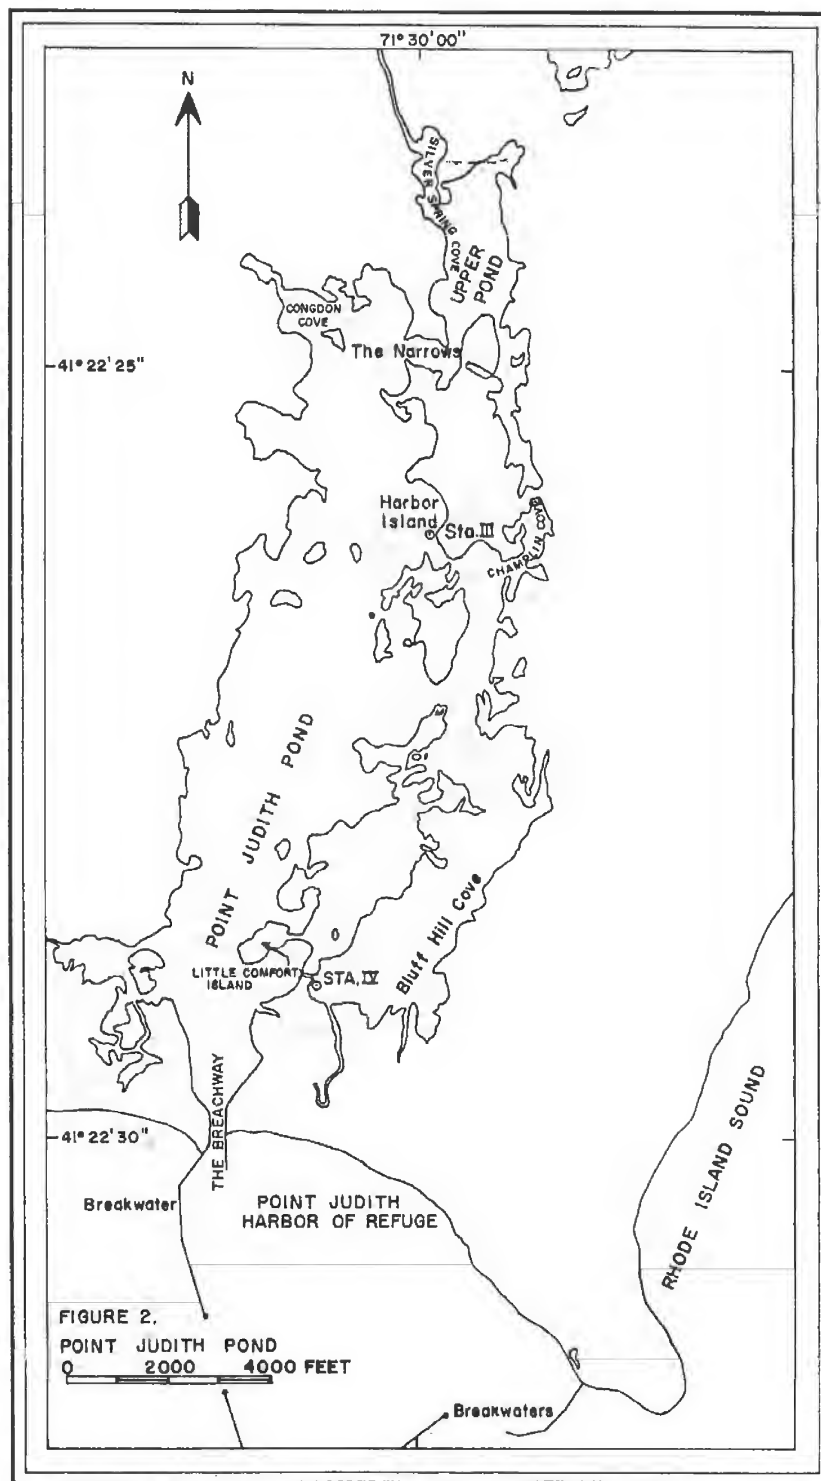 71° 30' 00"
N
SILVER SPRING COVE
UPPER
POND
CONGDON
COVE
The Narrows
41° 22' 25"
Harbor
Island
Sta. III
CHAMPLIN COVE
POINT JUDITH POND
Bluff Hill Cove
LITTLE COMFORT
ISLAND
STA. IV
THE BREACHWAY
41° 22' 30"
RHODE ISLAND SOUND
Breakwater
POINT JUDITH
HARBOR OF REFUGE
FIGURE 2.
POINT JUDITH POND
0 2000 4000 FEET
Breakwaters